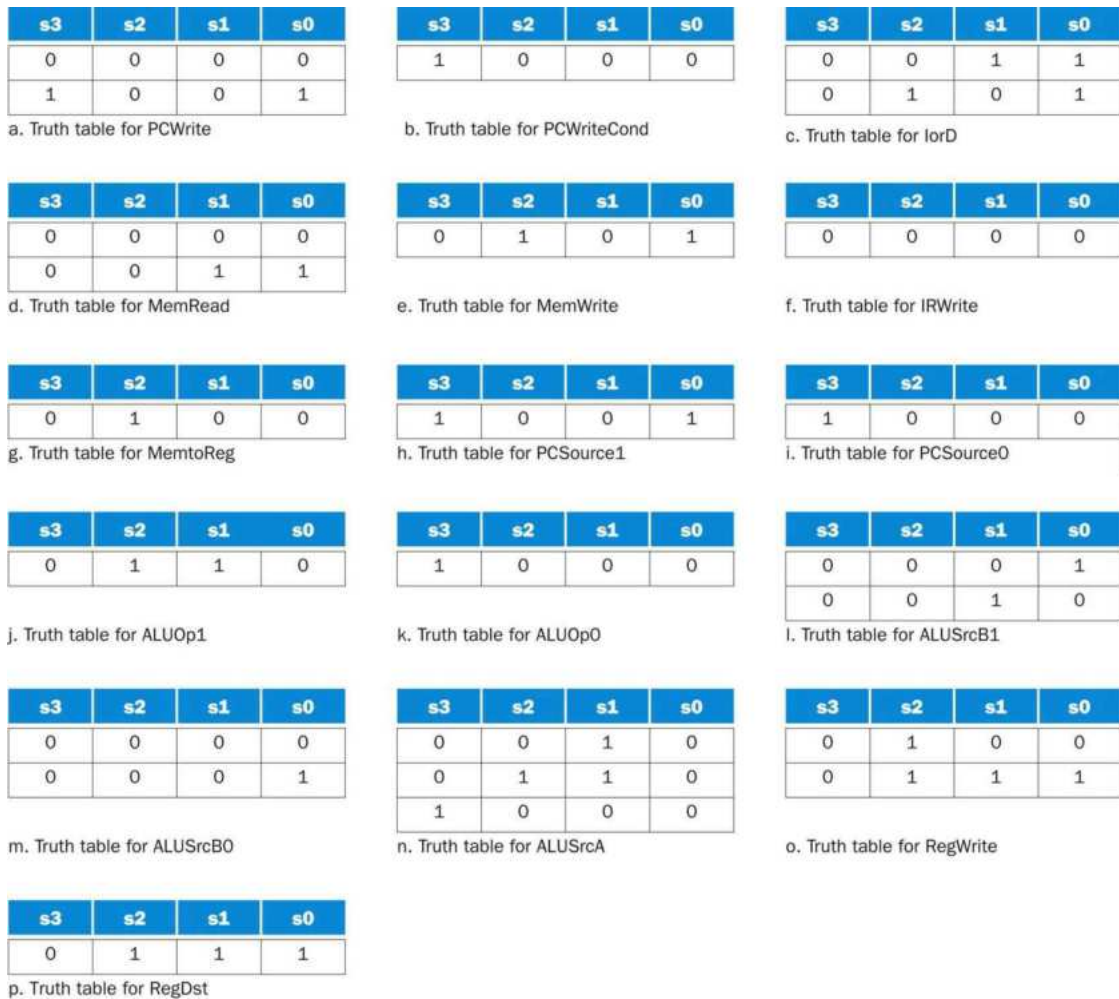 s3 s2 s1 s0
0 0 0 0
1 0 0 1
a. Truth table for PCWrite
s3 s2 s1 s0
1 0 0 0
b. Truth table for PCWriteCond
s3 s2 s1 s0
0 0 1 1
0 1 0 1
c. Truth table for IorD
s3 s2 s1 s0
0 0 0 0
0 0 1 1
d. Truth table for MemRead
s3 s2 s1 s0
0 1 0 1
e. Truth table for MemWrite
s3 s2 s1 s0
0 0 0 0
f. Truth table for IRWrite
s3 s2 s1 s0
0 1 0 0
g. Truth table for MemtoReg
s3 s2 s1 s0
1 0 0 1
h. Truth table for PCSource1
s3 s2 s1 s0
1 0 0 0
i. Truth table for PCSource0
s3 s2 s1 s0
0 1 1 0
j. Truth table for ALUOp1
s3 s2 s1 s0
1 0 0 0
k. Truth table for ALUOp0
s3 s2 s1 s0
0 0 0 1
0 0 1 0
l. Truth table for ALUSrcB1
s3 s2 s1 s0
0 0 0 0
0 0 0 1
m. Truth table for ALUSrcB0
s3 s2 s1 s0
0 0 1 0
0 1 1 0
1 0 0 0
n. Truth table for ALUSrcA
s3 s2 s1 s0
0 1 0 0
0 1 1 1
o. Truth table for RegWrite
s3 s2 s1 s0
0 1 1 1
p. Truth table for RegDst